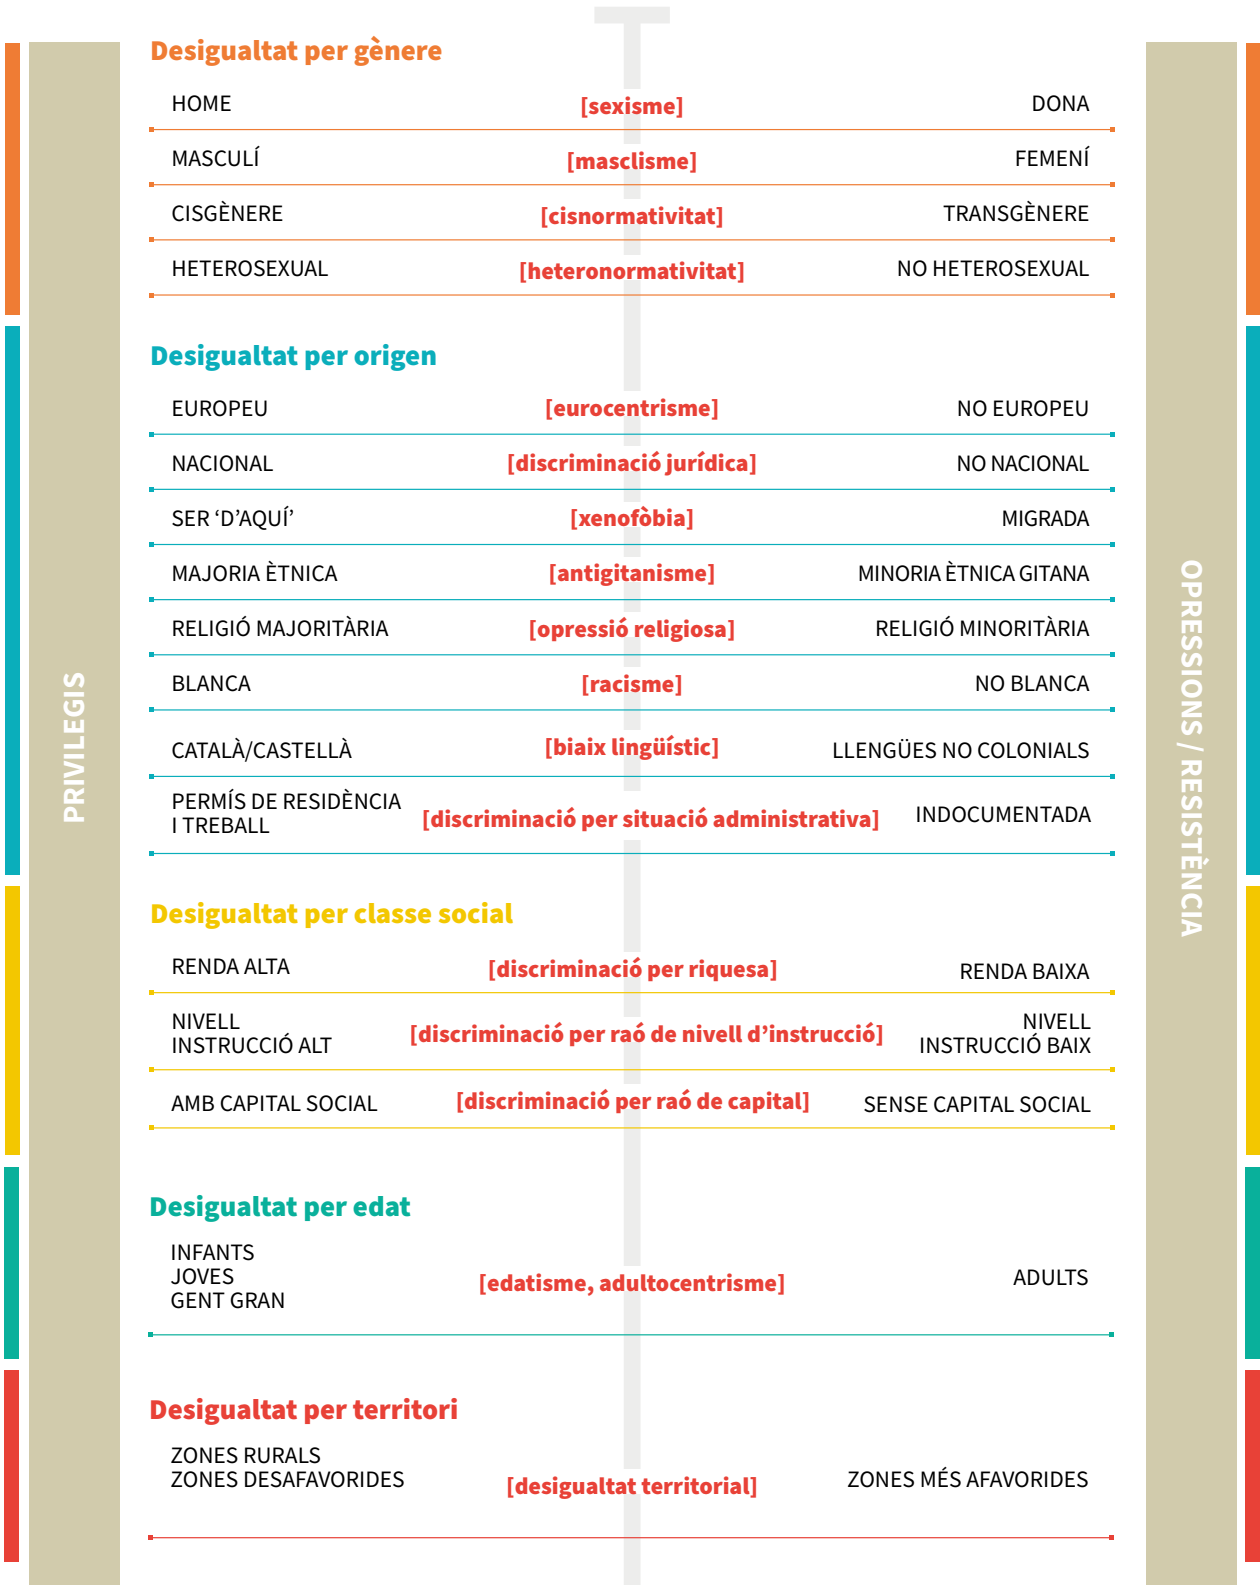 Desigualtat per gènere
HOME [sexisme] DONA
MASCULÍ [masclisme] FEMENÍ
CISGÈNERE [cisnormativitat] TRANSGÈNERE
HETEROSEXUAL [heteronormativitat] NO HETEROSEXUAL
Desigualtat per origen
EUROPEU [eurocentrisme] NO EUROPEU
NACIONAL [discriminació jurídica] NO NACIONAL
SER ‘D’AQUÍ’ [xenofòbia] MIGRADA
MAJORIA ÈTNICA [antigitanisme] MINORIA ÈTNICA GITANA
RELIGIÓ MAJORITÀRIA [opressió religiosa] RELIGIÓ MINORITÀRIA
BLANCA [racisme] NO BLANCA
CATALÀ/CASTELLÀ [biaix lingüístic] LLENGÜES NO COLONIALS
PERMÍS DE RESIDÈNCIA
I TREBALL [discriminació per situació administrativa] INDOCUMENTADA
Desigualtat per classe social
RENDA ALTA [discriminació per riquesa] RENDA BAIXA
NIVELL
INSTRUCCIÓ ALT [discriminació per raó de nivell d’instrucció] NIVELL
INSTRUCCIÓ BAIX
AMB CAPITAL SOCIAL [discriminació per raó de capital] SENSE CAPITAL SOCIAL
Desigualtat per edat
INFANTS
JOVES [edatisme, adultocentrisme] ADULTS
GENT GRAN
Desigualtat per territori
ZONES RURALS
ZONES DESAFAVORIDES [desigualtat territorial] ZONES MÉS AFAVORIDES
PRIVILEGIS
OPRESSIONS / RESISTÈNCIA